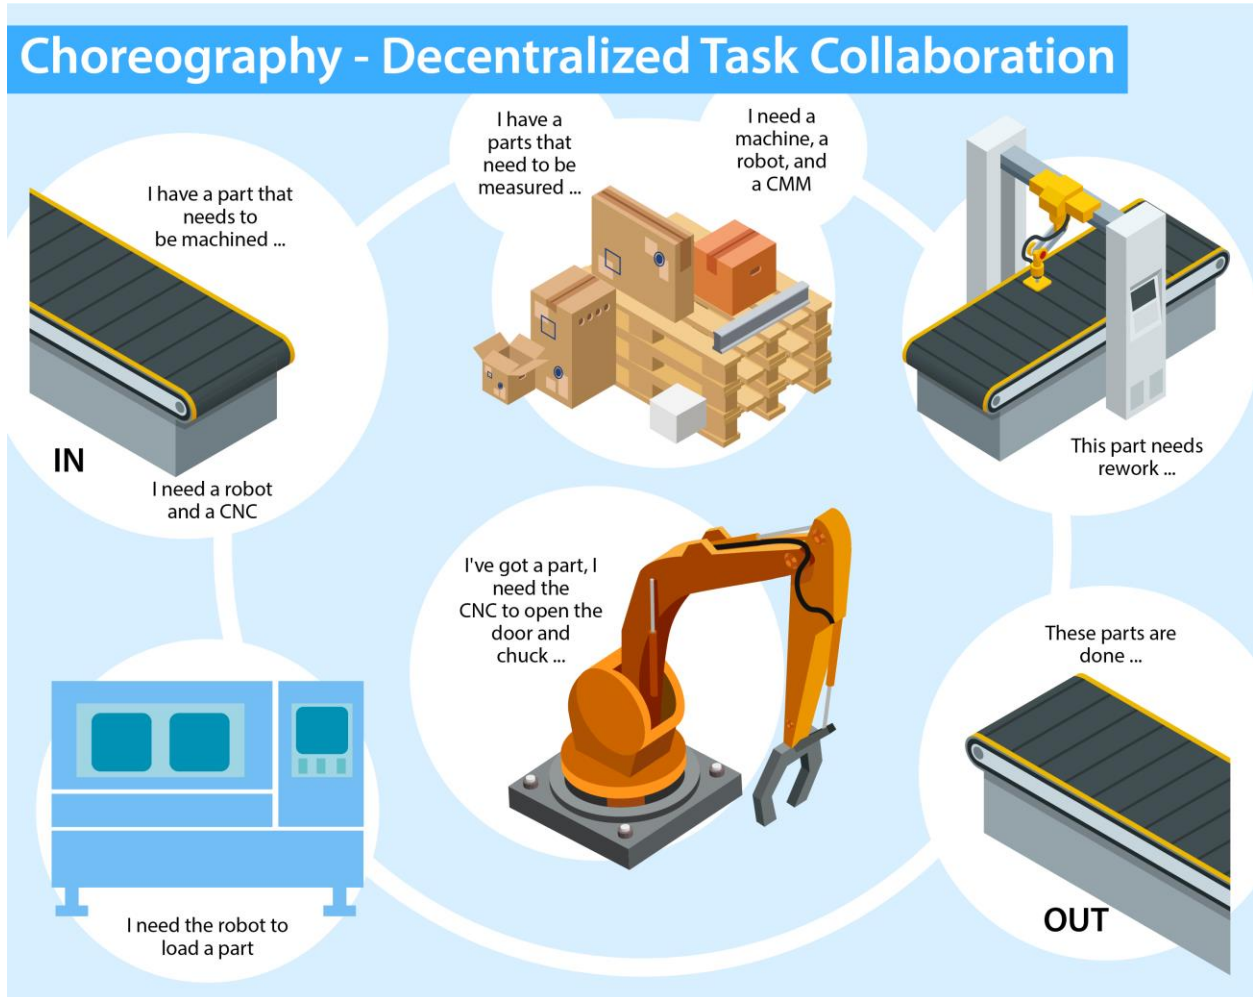 Choreography - Decentralized Task Collaboration
I have a part that
needs to
be machined ...
IN
I need a robot
and a CNC
I have a
parts that
need to be
measured ...
I need a
machine, a
robot, and
a CMM
This part needs
rework ...
I've got a part, I
need the
CNC to open the
door and
chuck ...
I need the robot to
load a part
These parts are
done ...
OUT